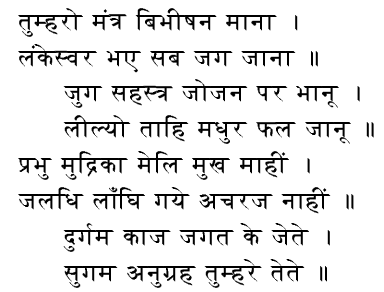 तुम्हरो मंत्र बिभीषन माना ।
लंकेस्वर भए सब जग जाना ॥
जुग सहस्त्र जोजन पर भानू ।
लील्यो ताहि मधुर फल जानू ॥
प्रभु मुद्रिका मेलि मुख माहीं ।
जलधि लाँघि गये अचरज नाहीं ॥
दुर्गम काज जगत के जेते ।
सुगम अनुग्रह तुम्हरे तेते ॥